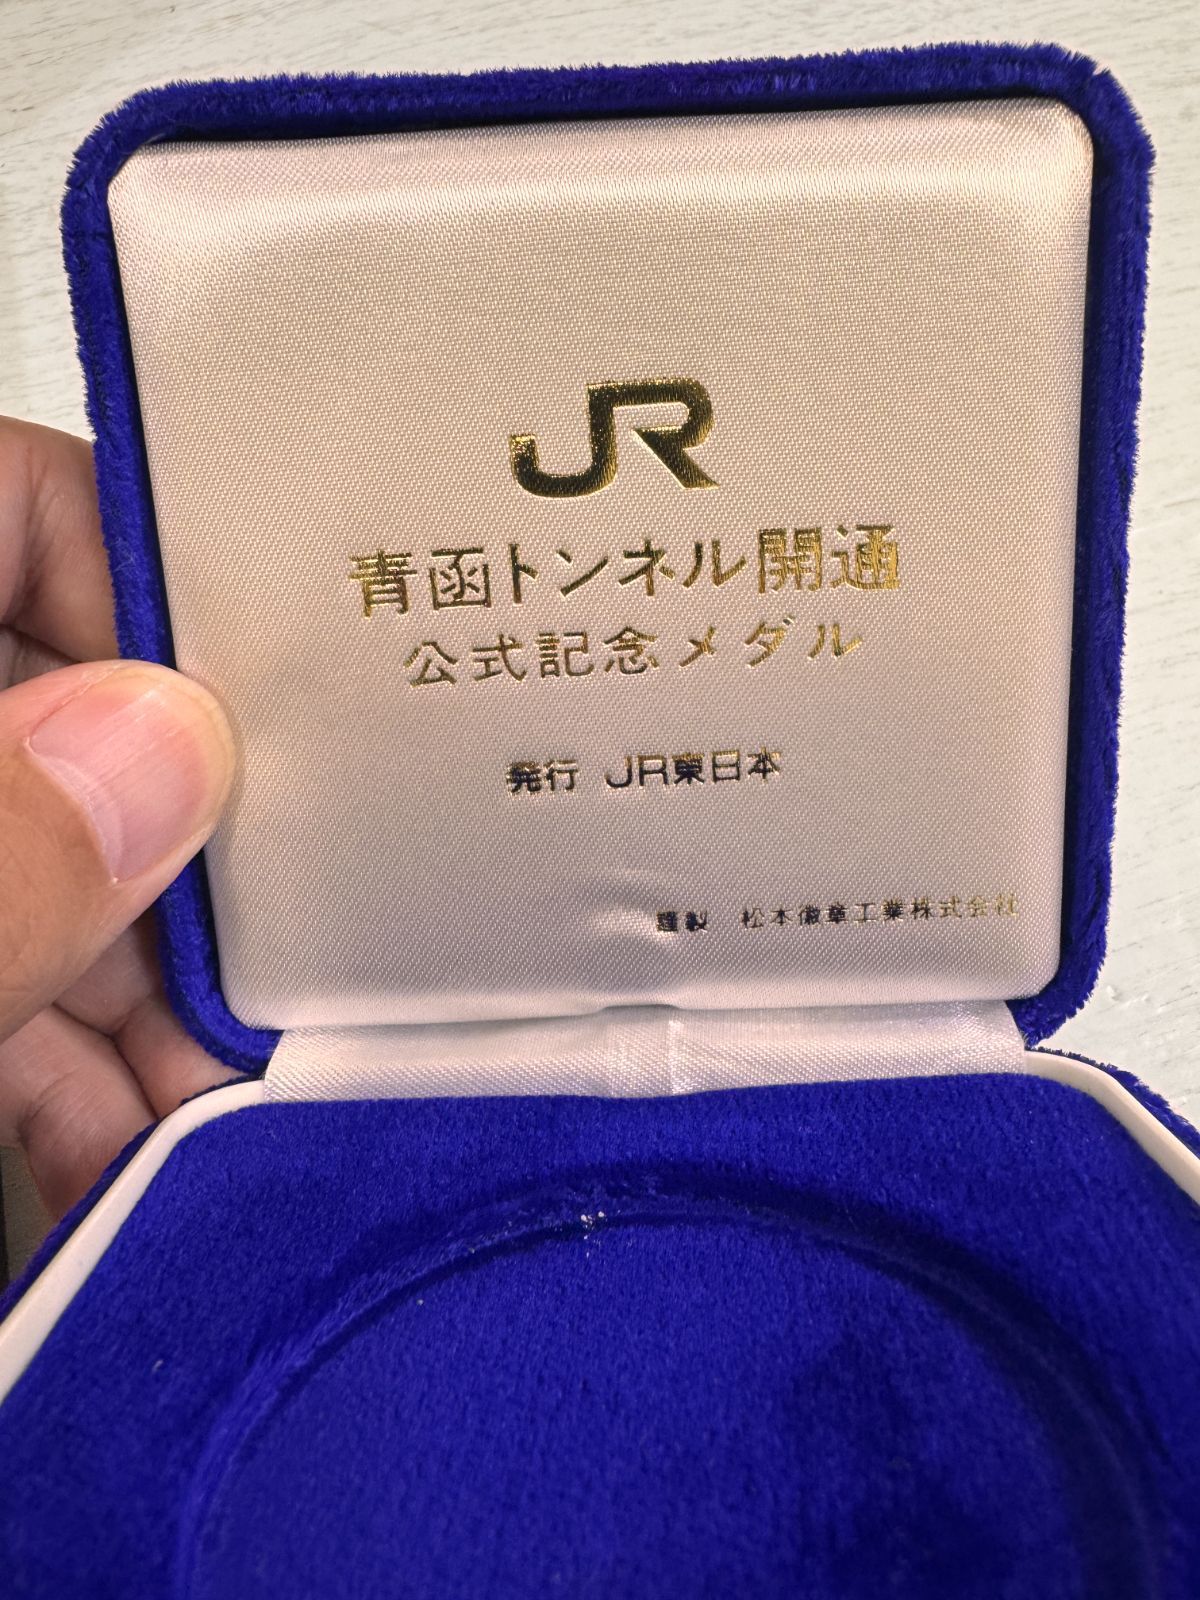 JR
青函トンネル開通
公式記念メダル
発行 JR東日本
謹製 松本徽章工業株式会社